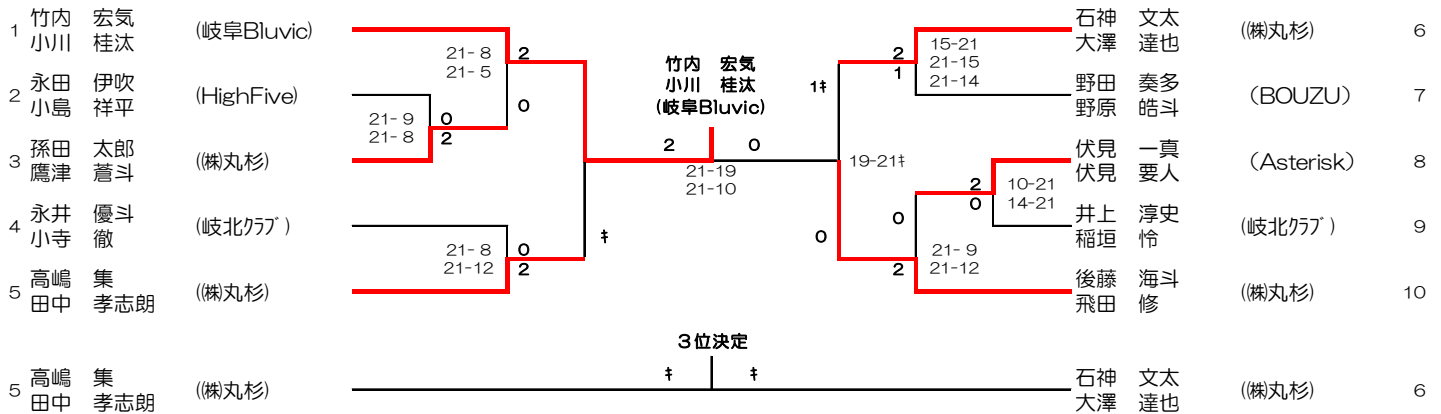 1 竹内　宏気 小川　桂汰 (岐阜Bluvic)
2 永田　伊吹 小島　祥平 (HighFive)
3 孫田　太郎 鷹津　蒼斗 ((株)丸杉)
4 永井　優斗 小寺　徹 (岐北ｸﾗﾌﾞ)
5 高嶋　集 田中　孝志朗 ((株)丸杉)
21- 8 2
21- 5
0
21- 9 0
21- 8 2
21- 8 0
21-12 2
ｷ
竹内　宏気
小川　桂汰
(岐阜Bluvic)
2 0
21-19
21-10
1ｷ
19-21ｷ
0
2 15-21
1 21-15
21-14
2 10-21
0 14-21
0
21- 9
2 21-12
石神　文太 大澤　達也 ((株)丸杉) 6
野田　奏多 野原　皓斗 （BOUZU） 7
伏見　一真 伏見　要人 （Asterisk） 8
井上　淳史 稲垣　怜 (岐北ｸﾗﾌﾞ) 9
後藤　海斗 飛田　修 ((株)丸杉) 10
３位決定
ｷ ｷ
5 高嶋　集 田中　孝志朗 ((株)丸杉)
石神　文太 大澤　達也 ((株)丸杉) 6